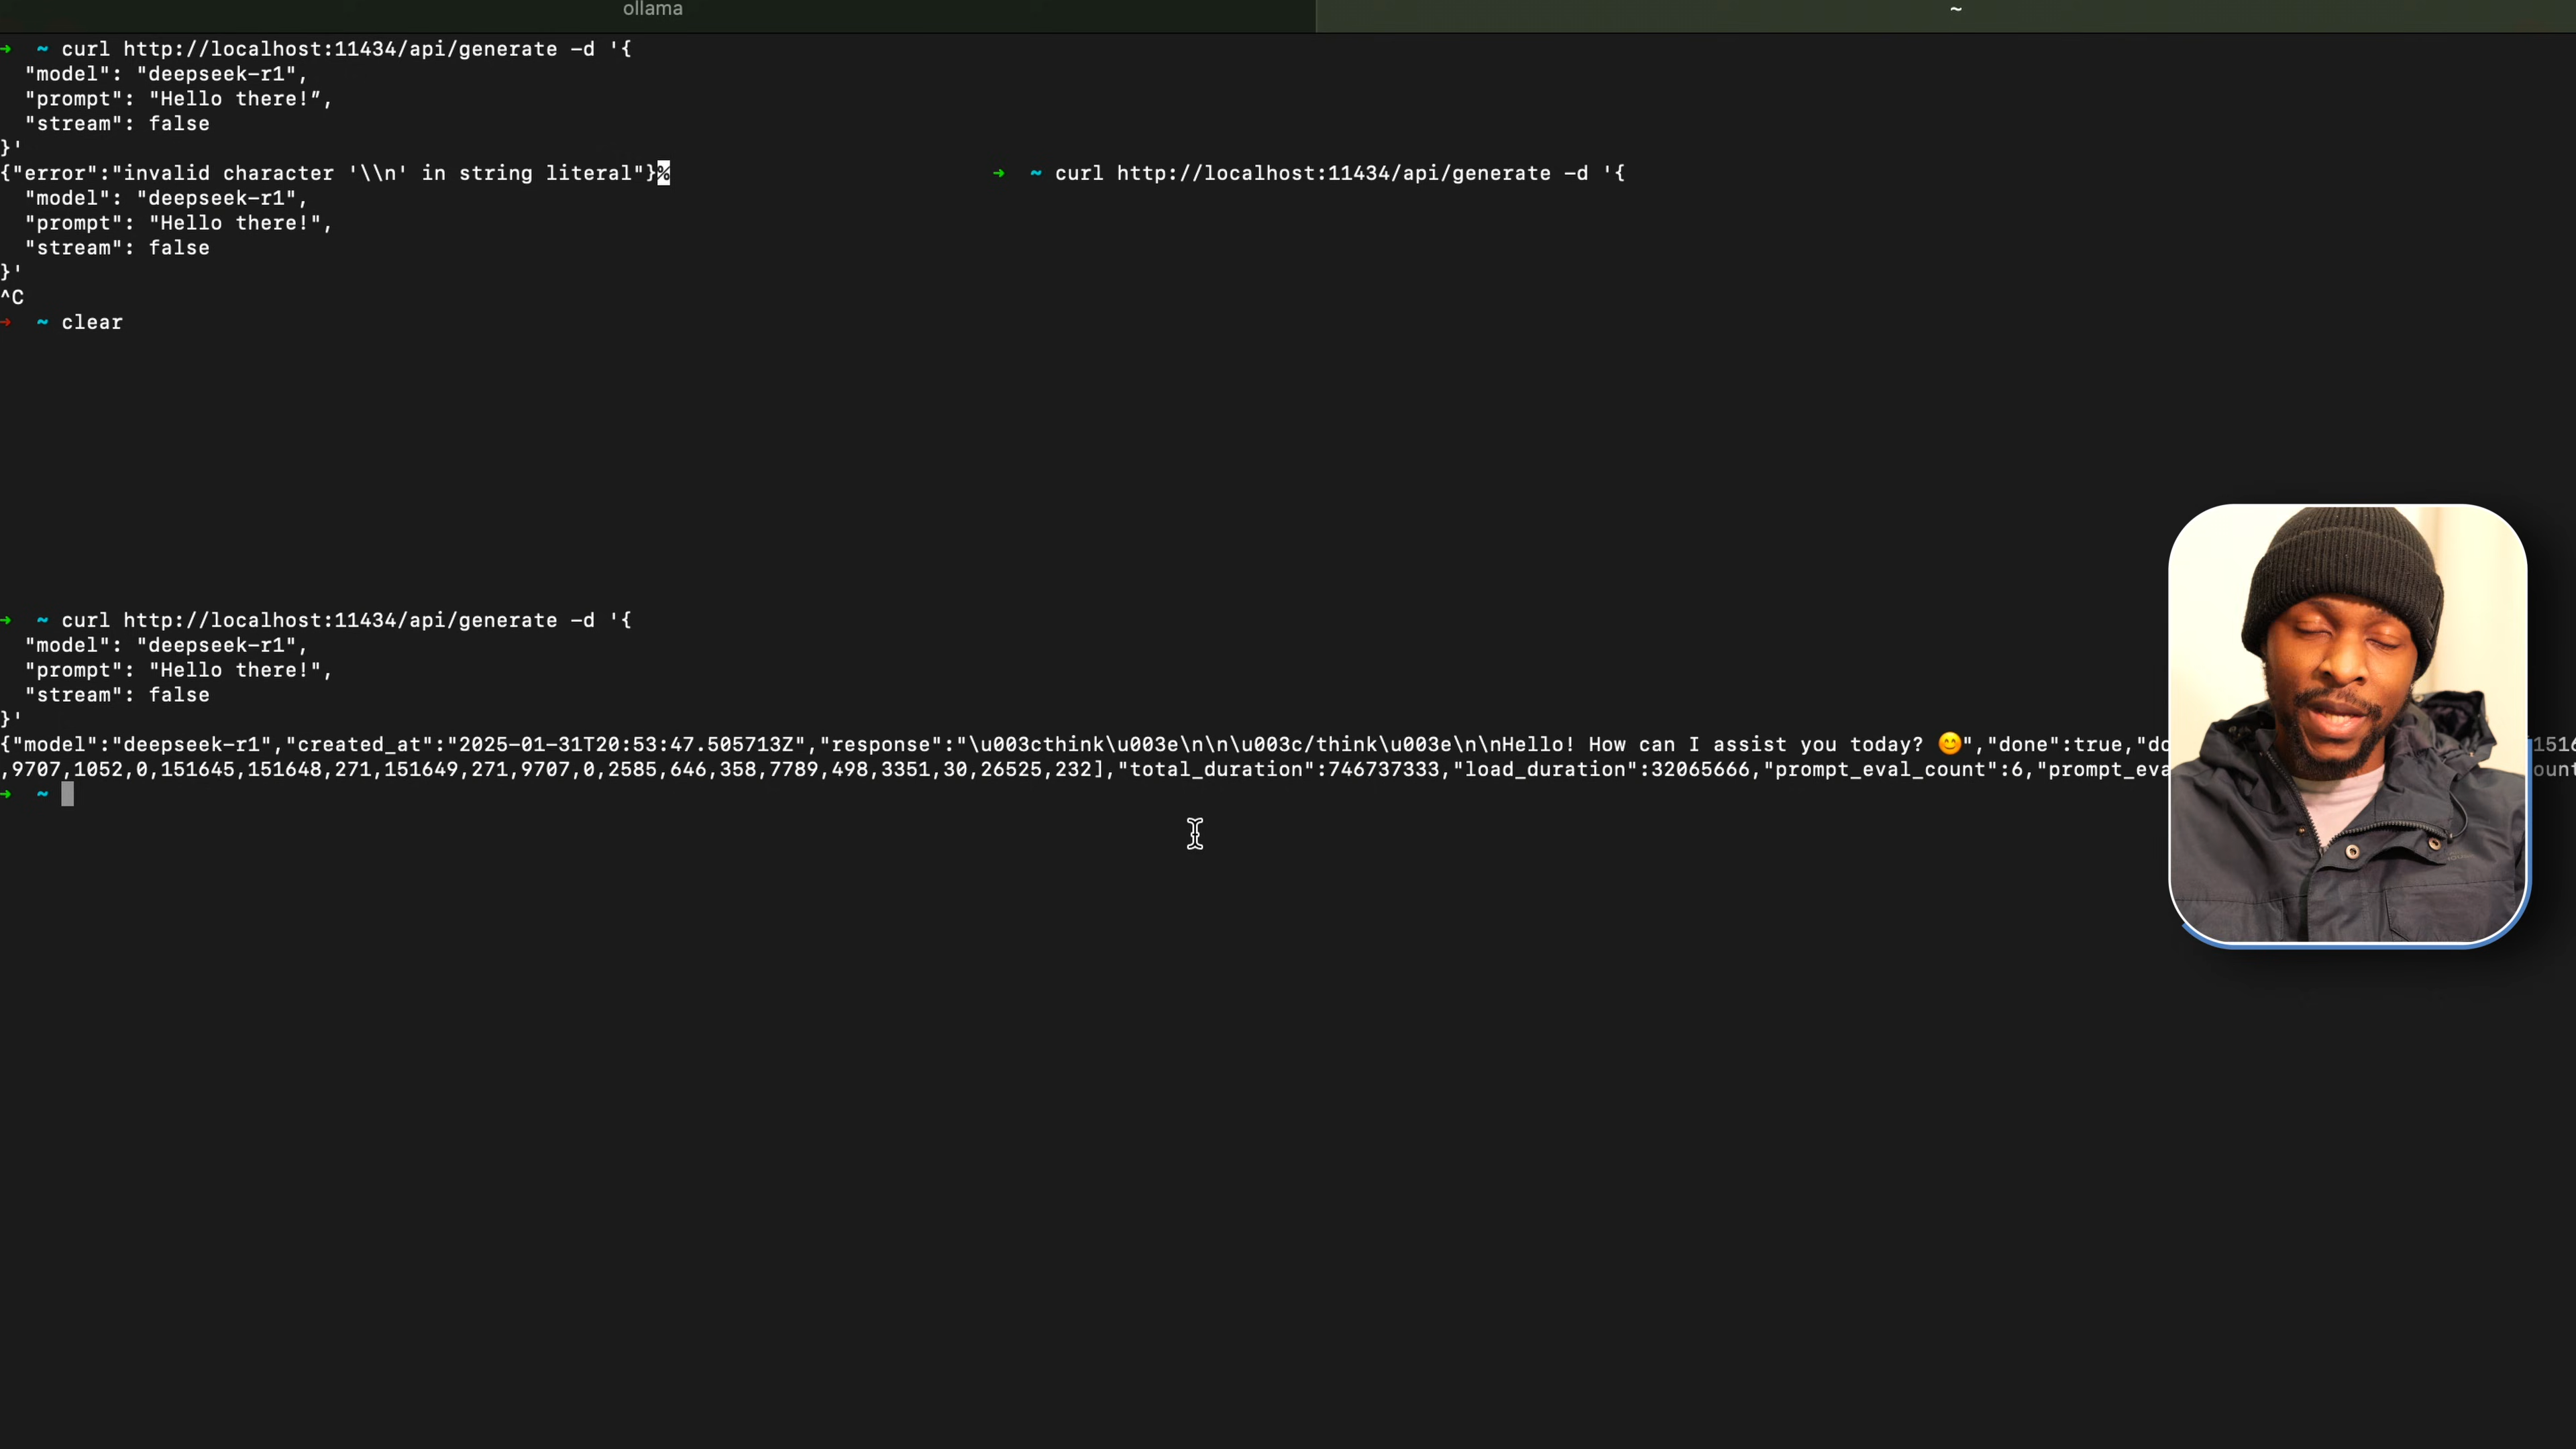 ollama
~
→ ~ curl http://localhost:11434/api/generate -d '{
"model": "deepseek-r1",
"prompt": "Hello there!”,
"stream": false
}'
{"error":"invalid character '\\n' in string literal"}% → ~ curl http://localhost:11434/api/generate -d '{
"model": "deepseek-r1",
"prompt": "Hello there!",
"stream": false
}'
^C
→ ~ clear
→ ~ curl http://localhost:11434/api/generate -d '{
"model": "deepseek-r1",
"prompt": "Hello there!",
"stream": false
}'
{"model":"deepseek-r1","created_at":"2025-01-31T20:53:47.505713Z","response":"\u003cthink\u003e\n\n\u003c/think\u003e\n\nHello! How can I assist you today? 😊","done":true,"do
,9707,1052,0,151645,151648,271,151649,271,9707,0,2585,646,358,7789,498,3351,30,26525,232],"total_duration":746737333,"load_duration":32065666,"prompt_eval_count":6,"prompt_eva
→ ~